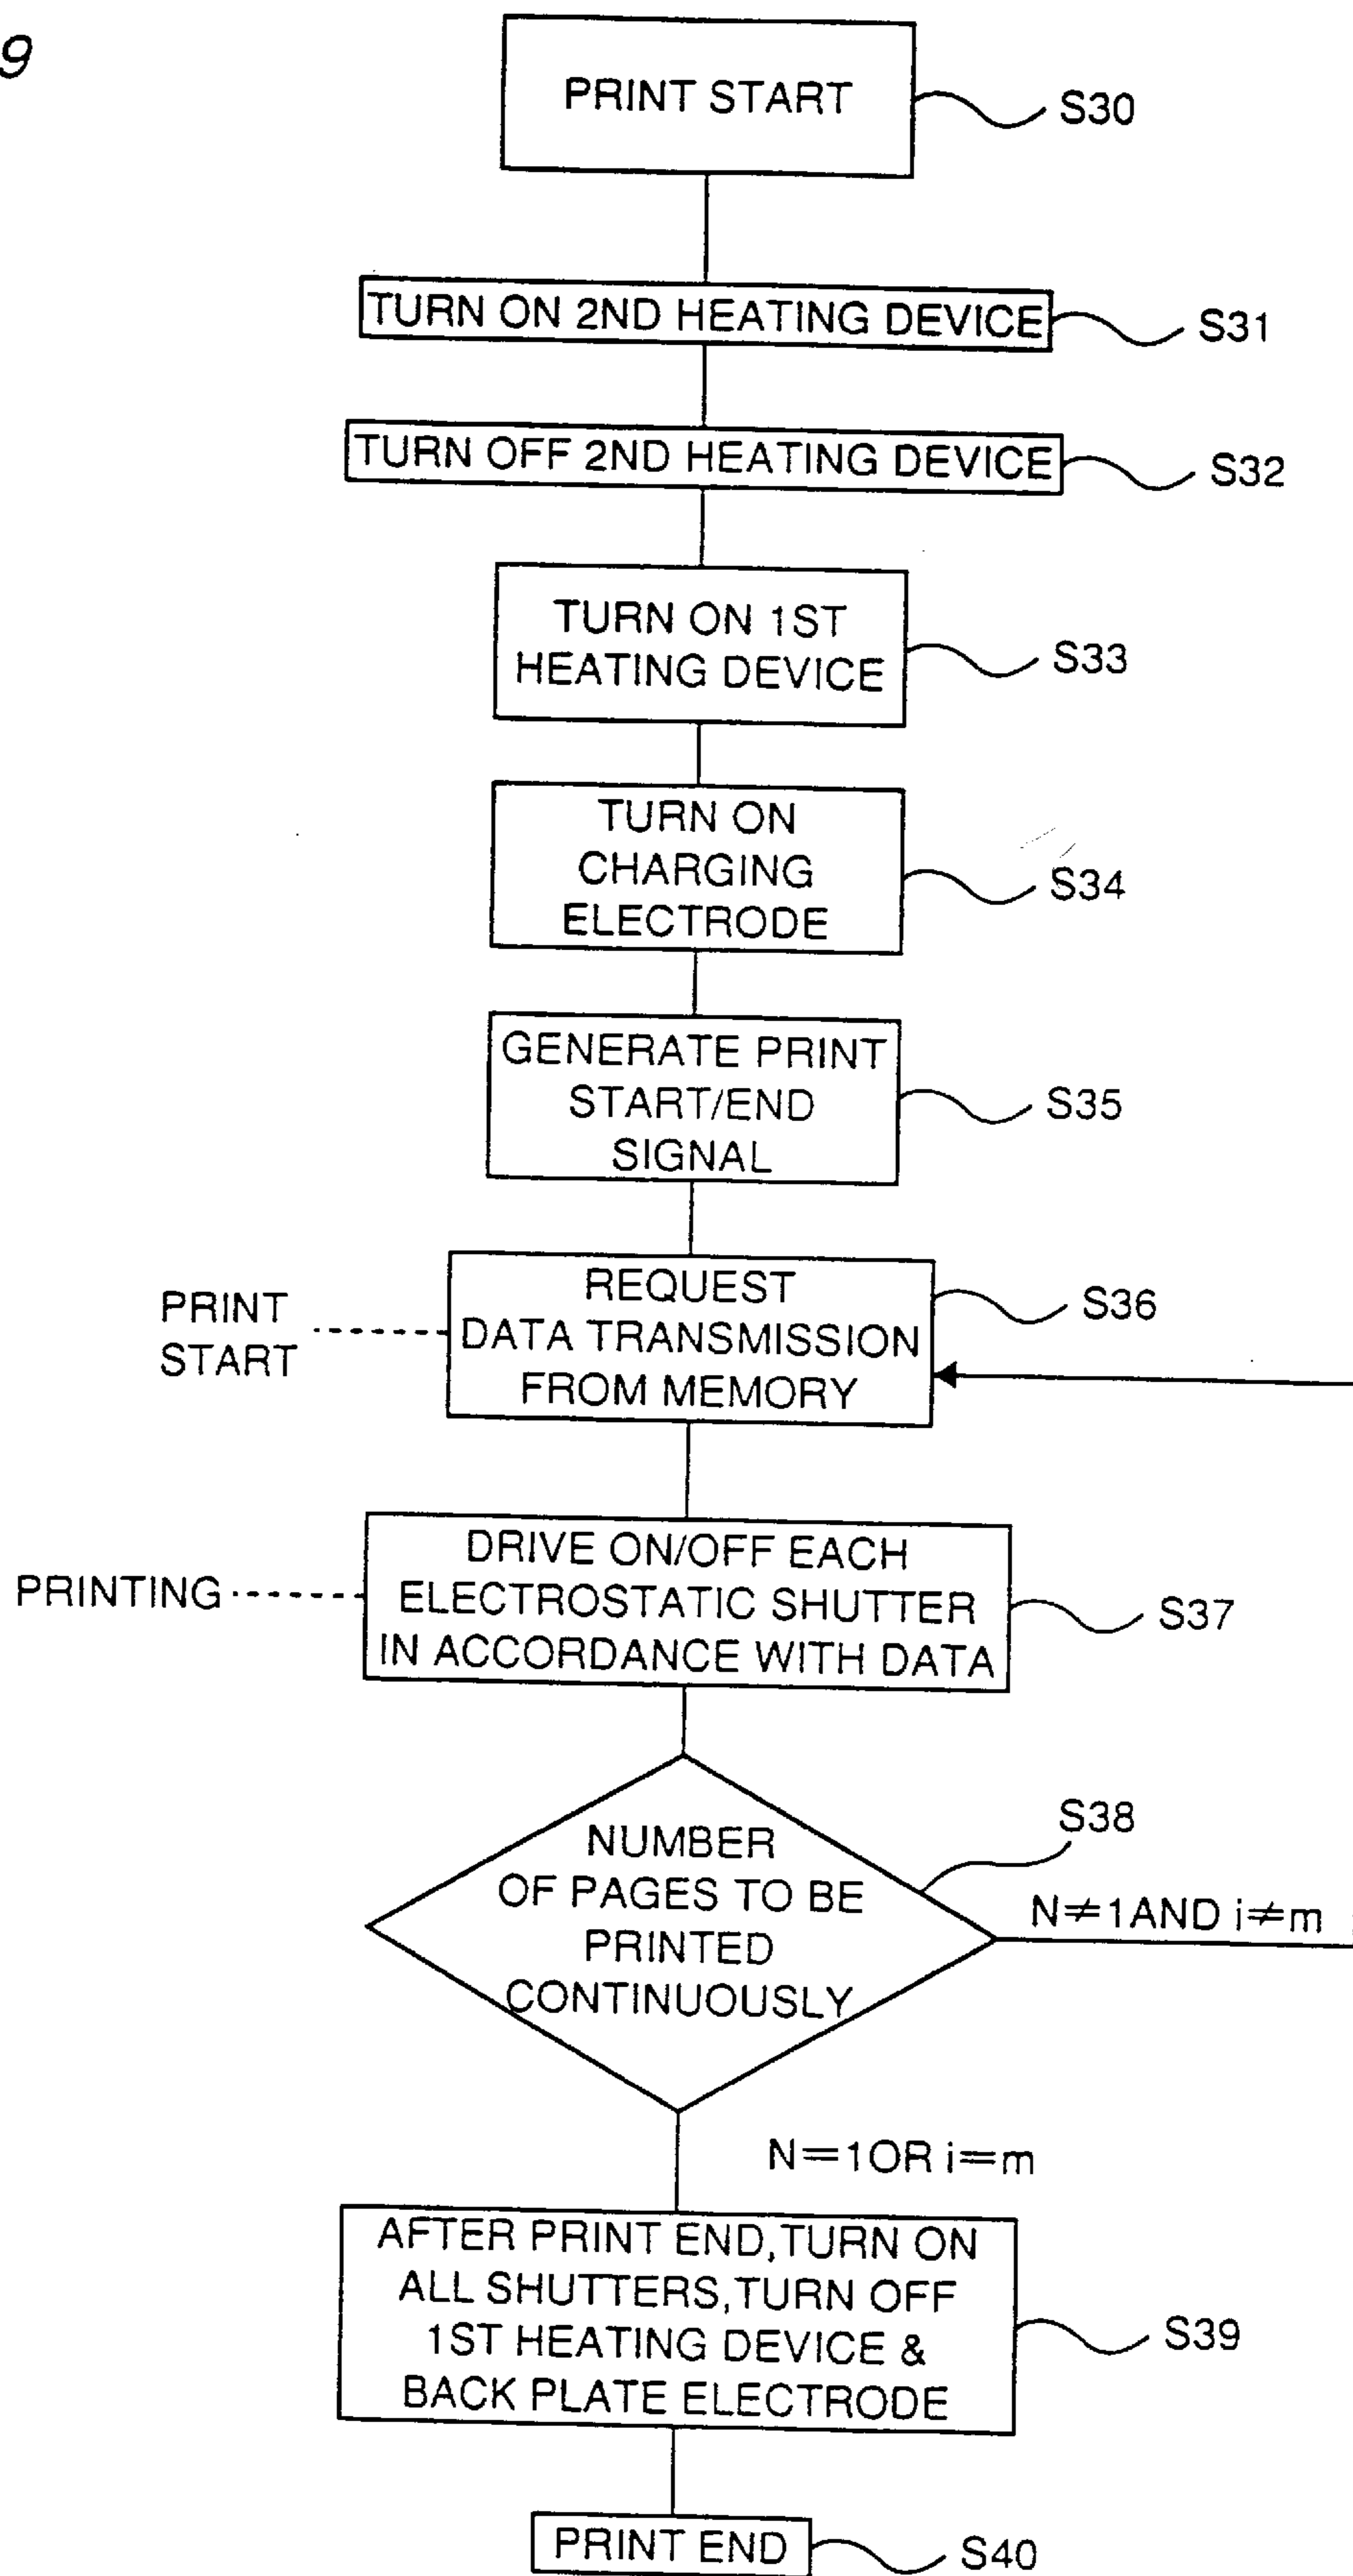 9
PRINT START
S30
TURN ON 2ND HEATING DEVICE
S31
TURN OFF 2ND HEATING DEVICE
S32
TURN ON 1ST
HEATING DEVICE
S33
TURN ON
CHARGING
ELECTRODE
S34
GENERATE PRINT
START/END
SIGNAL
S35
PRINT
START
REQUEST
DATA TRANSMISSION
FROM MEMORY
S36
PRINTING
DRIVE ON/OFF EACH
ELECTROSTATIC SHUTTER
IN ACCORDANCE WITH DATA
S37
NUMBER
OF PAGES TO BE
PRINTED
CONTINUOUSLY
S38
N≠1AND i≠m
N=1OR i=m
AFTER PRINT END,TURN ON
ALL SHUTTERS,TURN OFF
1ST HEATING DEVICE &
BACK PLATE ELECTRODE
S39
PRINT END
S40